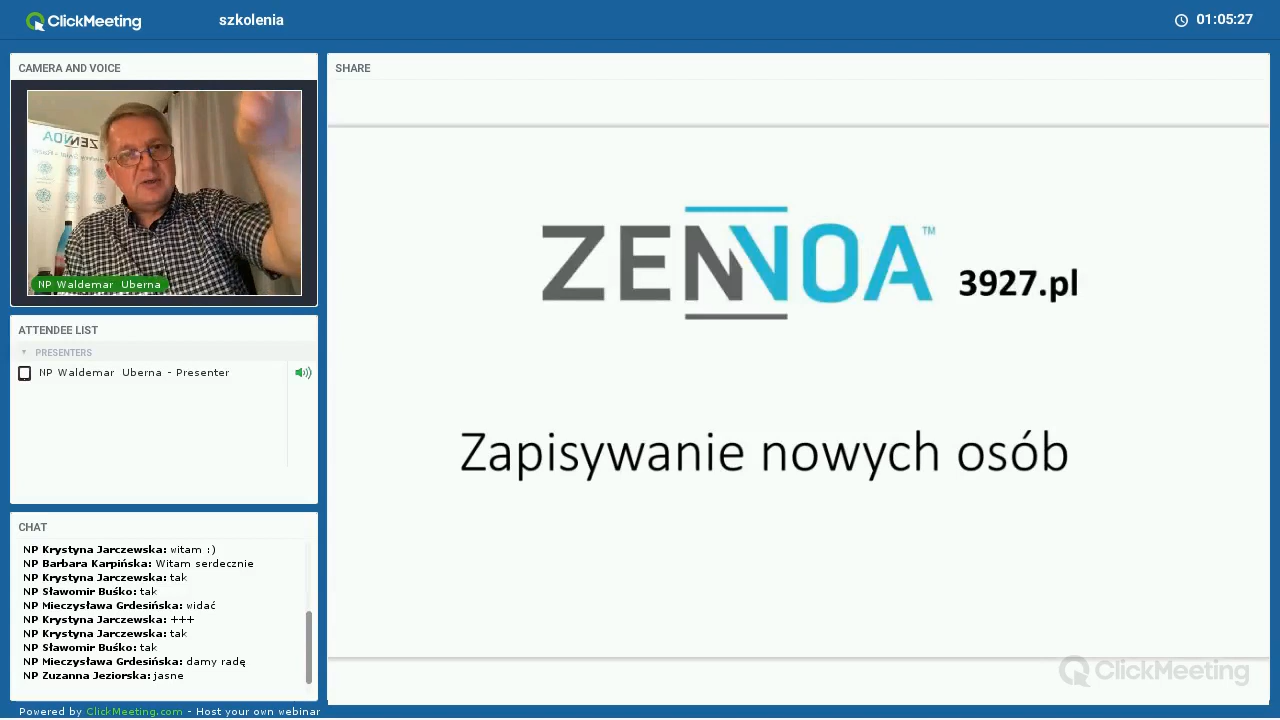 ClickMeeting
szkolenia
01:05:27
CAMERA AND VOICE
ZENNOA
NP Waldemar Uberna
ATTENDEE LIST
PRESENTERS
NP Waldemar Uberna - Presenter
CHAT
NP Krystyna Jarczewska: witam :)
NP Barbara Karpińska: Witam serdecznie
NP Krystyna Jarczewska: tak
NP Sławomir Buśko: tak
NP Mieczysława Grdesińska: widać
NP Krystyna Jarczewska: +++
NP Krystyna Jarczewska: tak
NP Sławomir Buśko: tak
NP Mieczysława Grdesińska: damy radę
NP Zuzanna Jeziorska: jasne
Powered by ClickMeeting.com - Host your own webinar
SHARE
ZENNOA™
3927.pl
Zapisywanie nowych osób
ClickMeeting